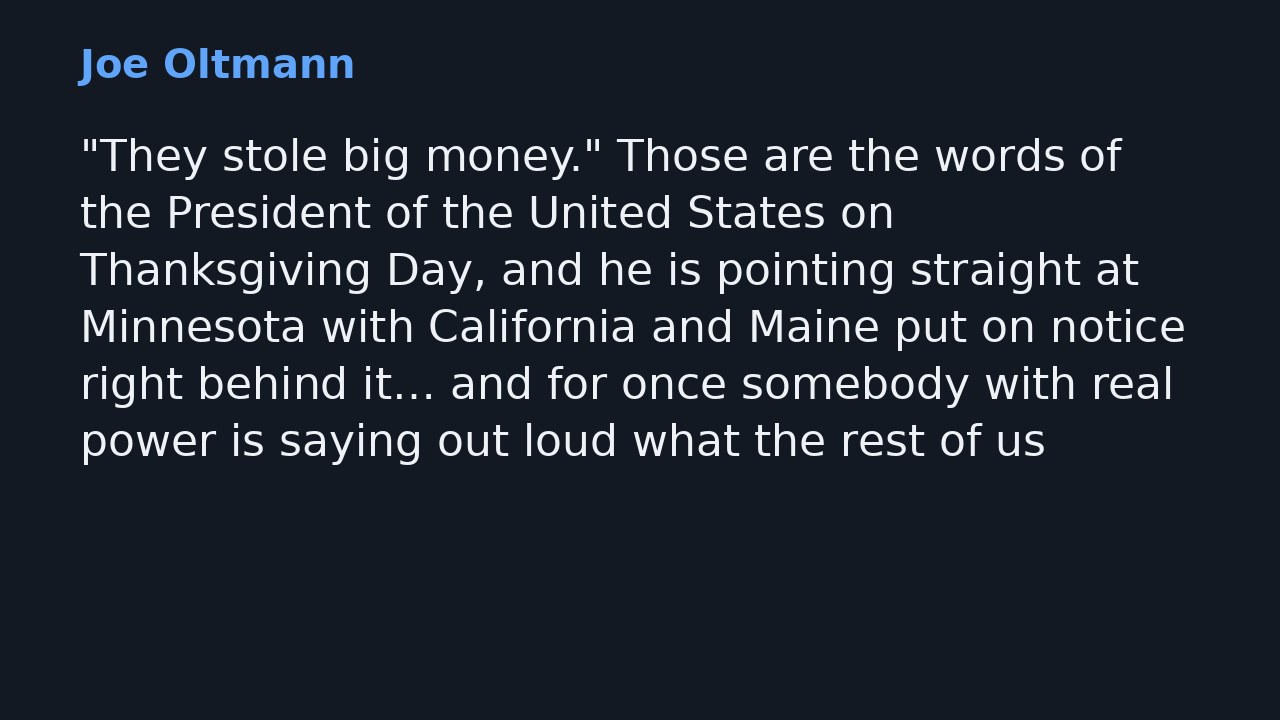 Joe Oltmann
"They stole big money." Those are the words of
the President of the United States on
Thanksgiving Day, and he is pointing straight at
Minnesota with California and Maine put on notice
right behind it... and for once somebody with real
power is saying out loud what the rest of us